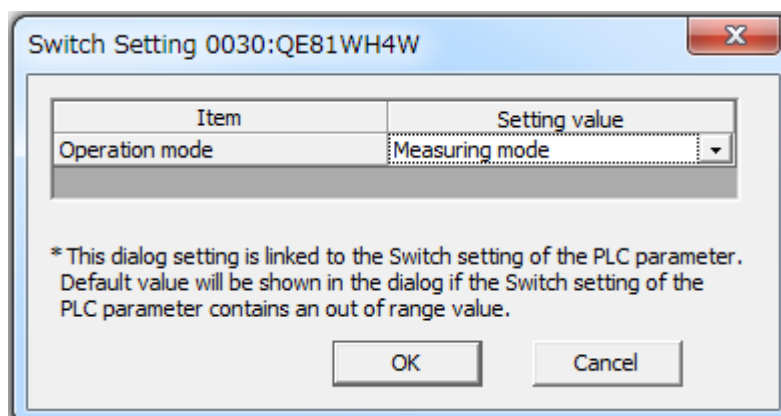 Switch Setting 0030:QE81WH4W
Item Setting value
Operation mode Measuring mode
* This dialog setting is linked to the Switch setting of the PLC parameter.
Default value will be shown in the dialog if the Switch setting of the
PLC parameter contains an out of range value.
OK Cancel